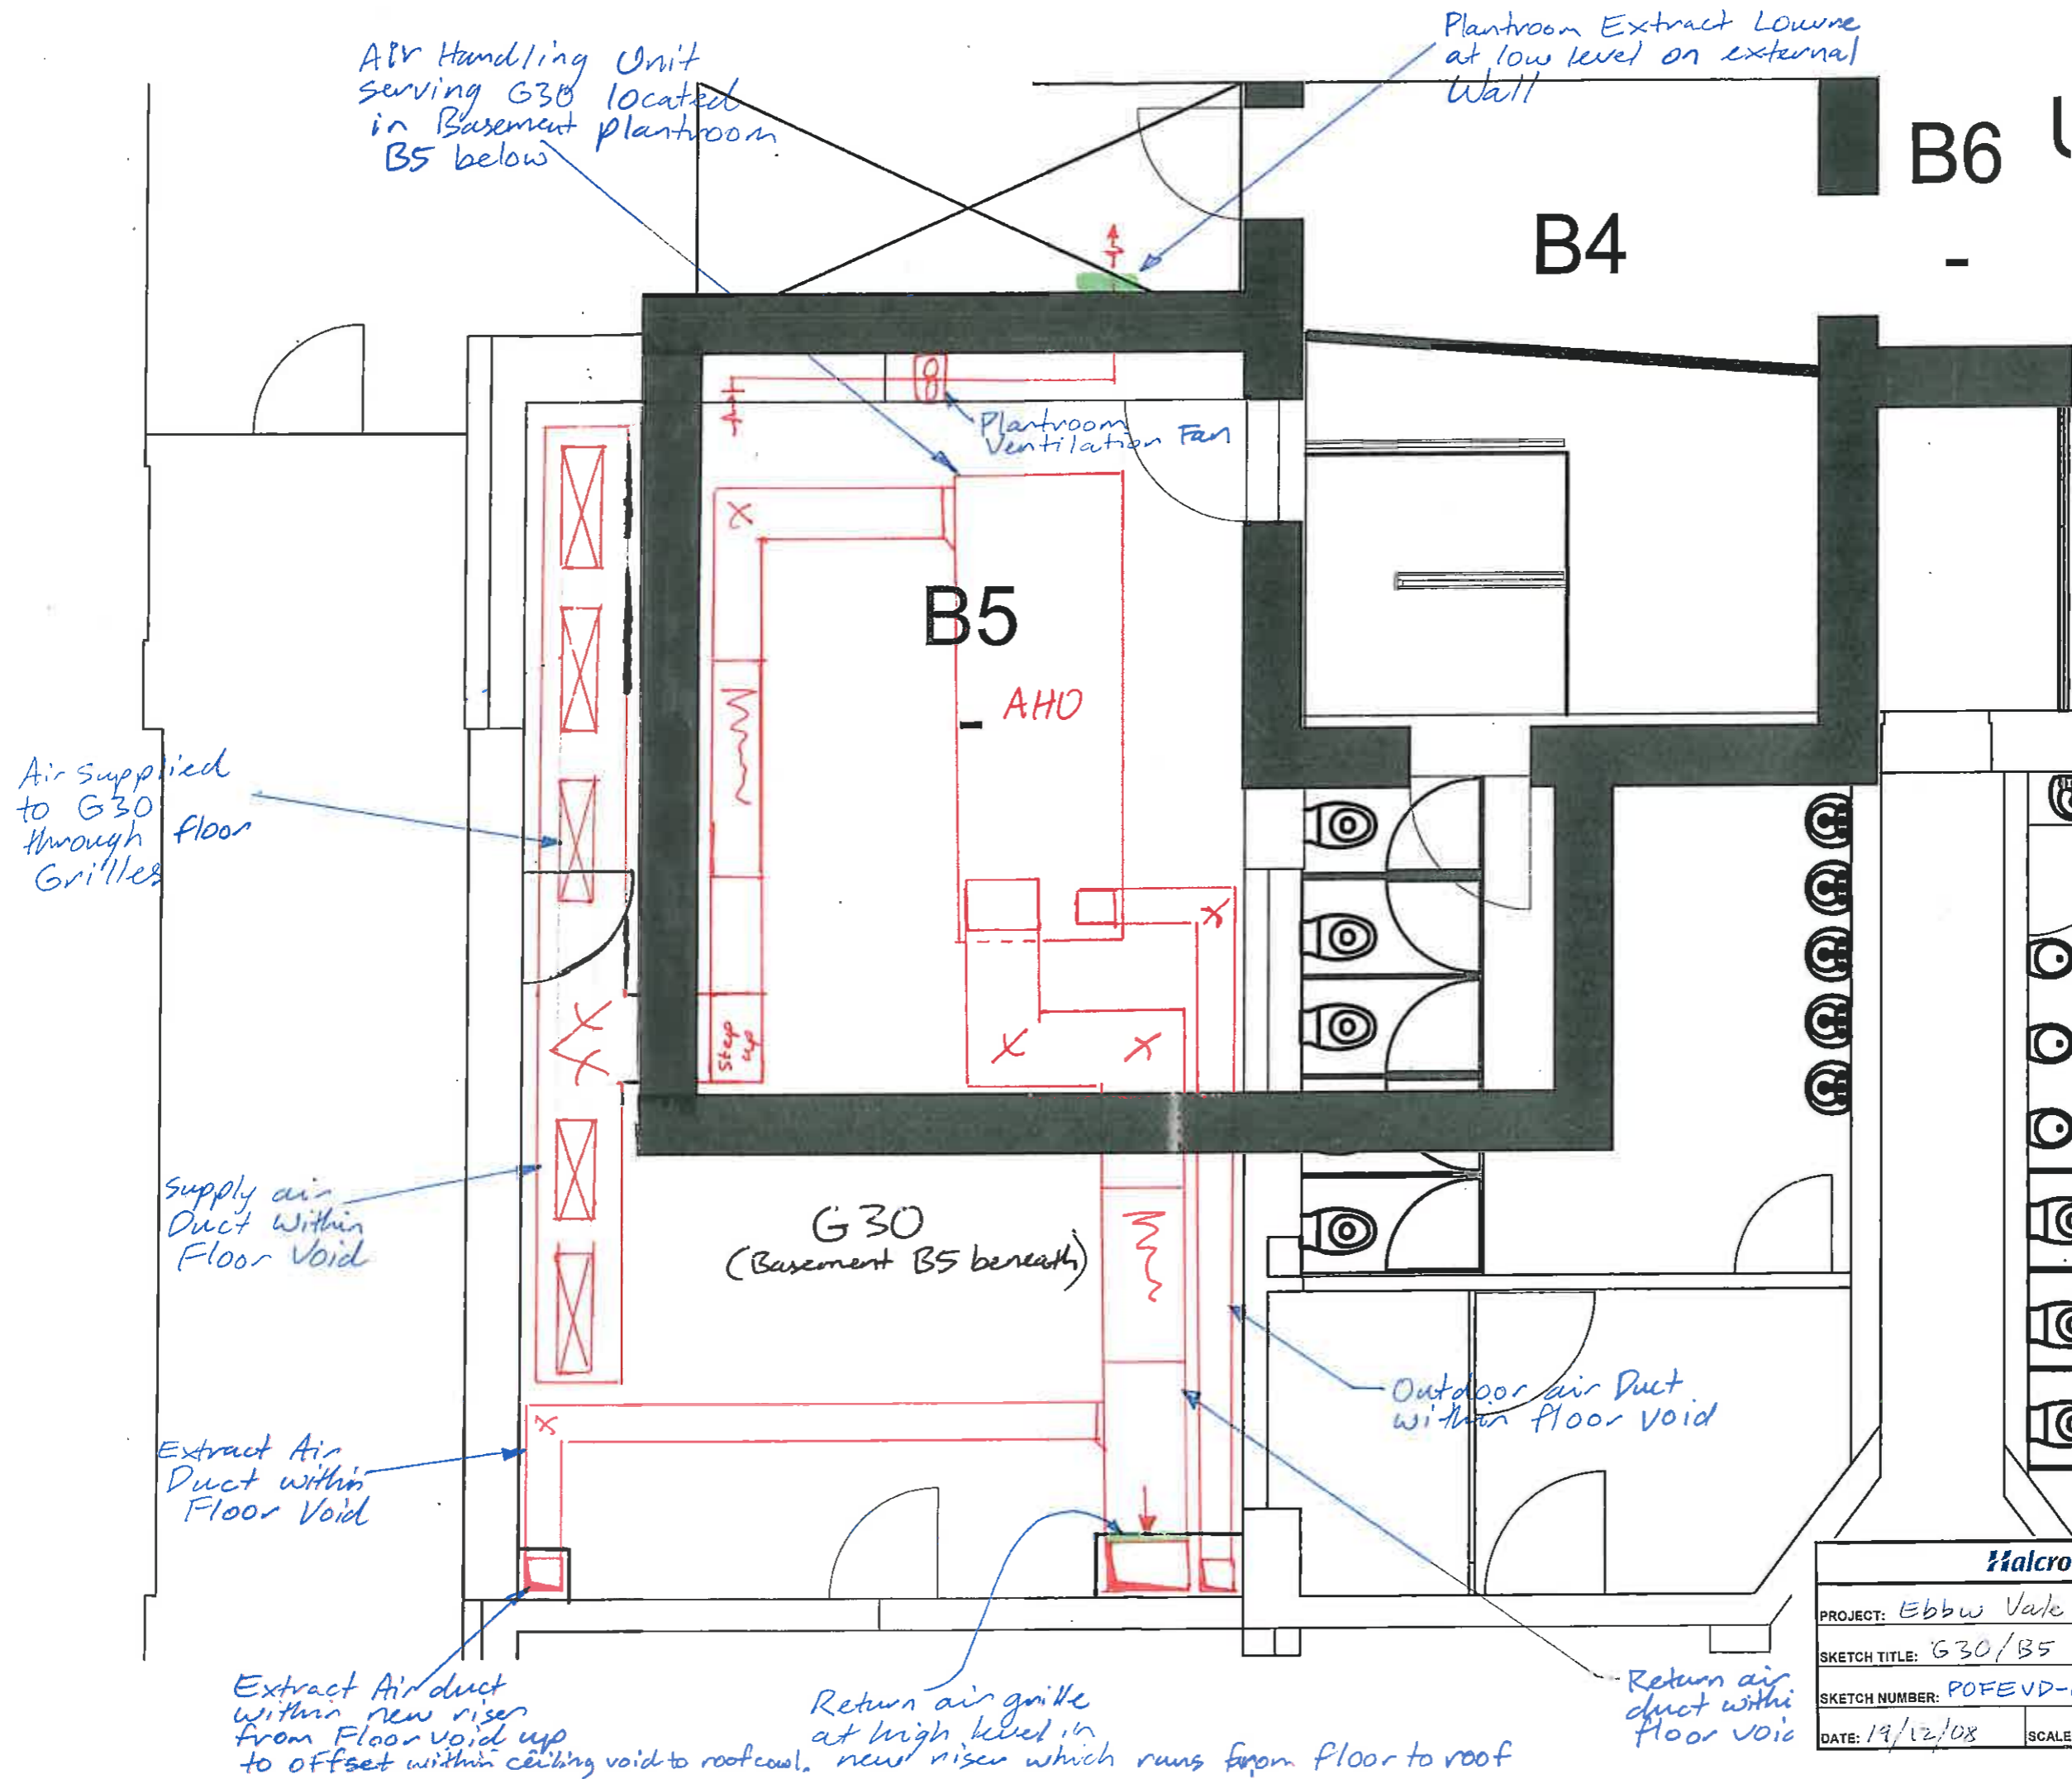 Air Handling Unit
serving G30 located
in Basement plantroom
B5 below
Plantroom Extract Louvre
at low level on external
Wall
B6
-
B4
Plantroom
Ventilation Fan
B5
-
AHU
Air supplied
to G30
through floor
Grilles
Step
up
Supply air
Duct within
Floor Void
G30
(Basement B5 beneath)
Outdoor air Duct
within floor void
Extract Air
Duct within
Floor Void
Extract Air duct
within new riser
from Floor void up
to offset within ceiling void to roof cowl.
Return air grille
at high level in
new riser which runs from floor to roof
Return air
duct withi
floor voi
Halcro
PROJECT: Ebbw Vale
SKETCH TITLE: G30/B5
SKETCH NUMBER: POFEVD-
DATE: 19/12/08
SCALE